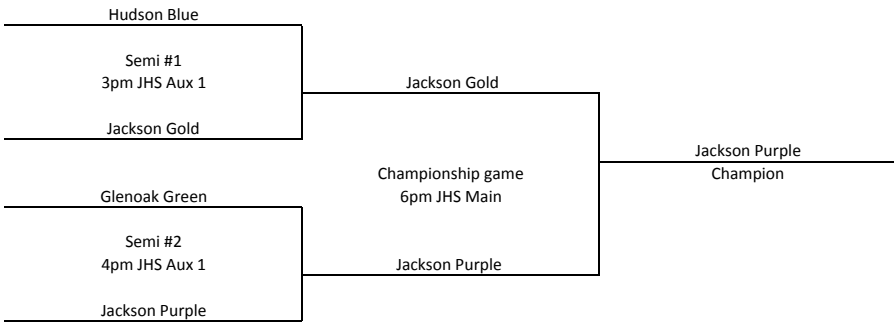 Hudson Blue
Semi #1
3pm JHS Aux 1
Jackson Gold
Jackson Gold
Glenoak Green
Semi #2
4pm JHS Aux 1
Jackson Purple
Championship game
6pm JHS Main
Jackson Purple
Jackson Purple
Champion